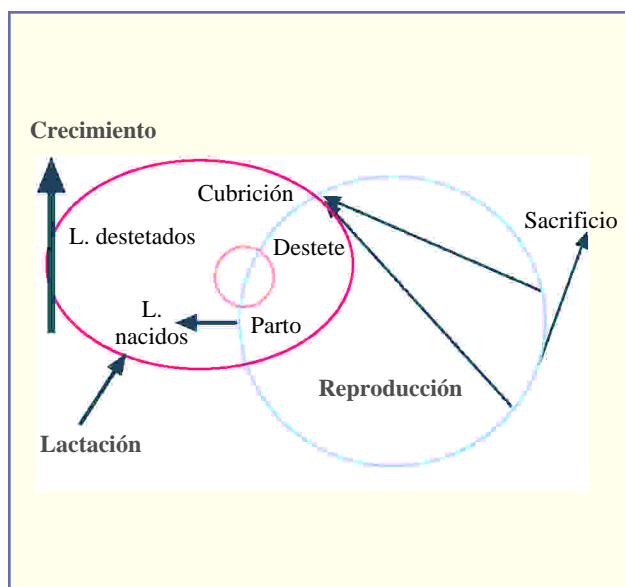 Crecimiento
Cubrición
Sacrificio
L. destetados
Destete
L.
nacidos
Parto
Reproducción
Lactación